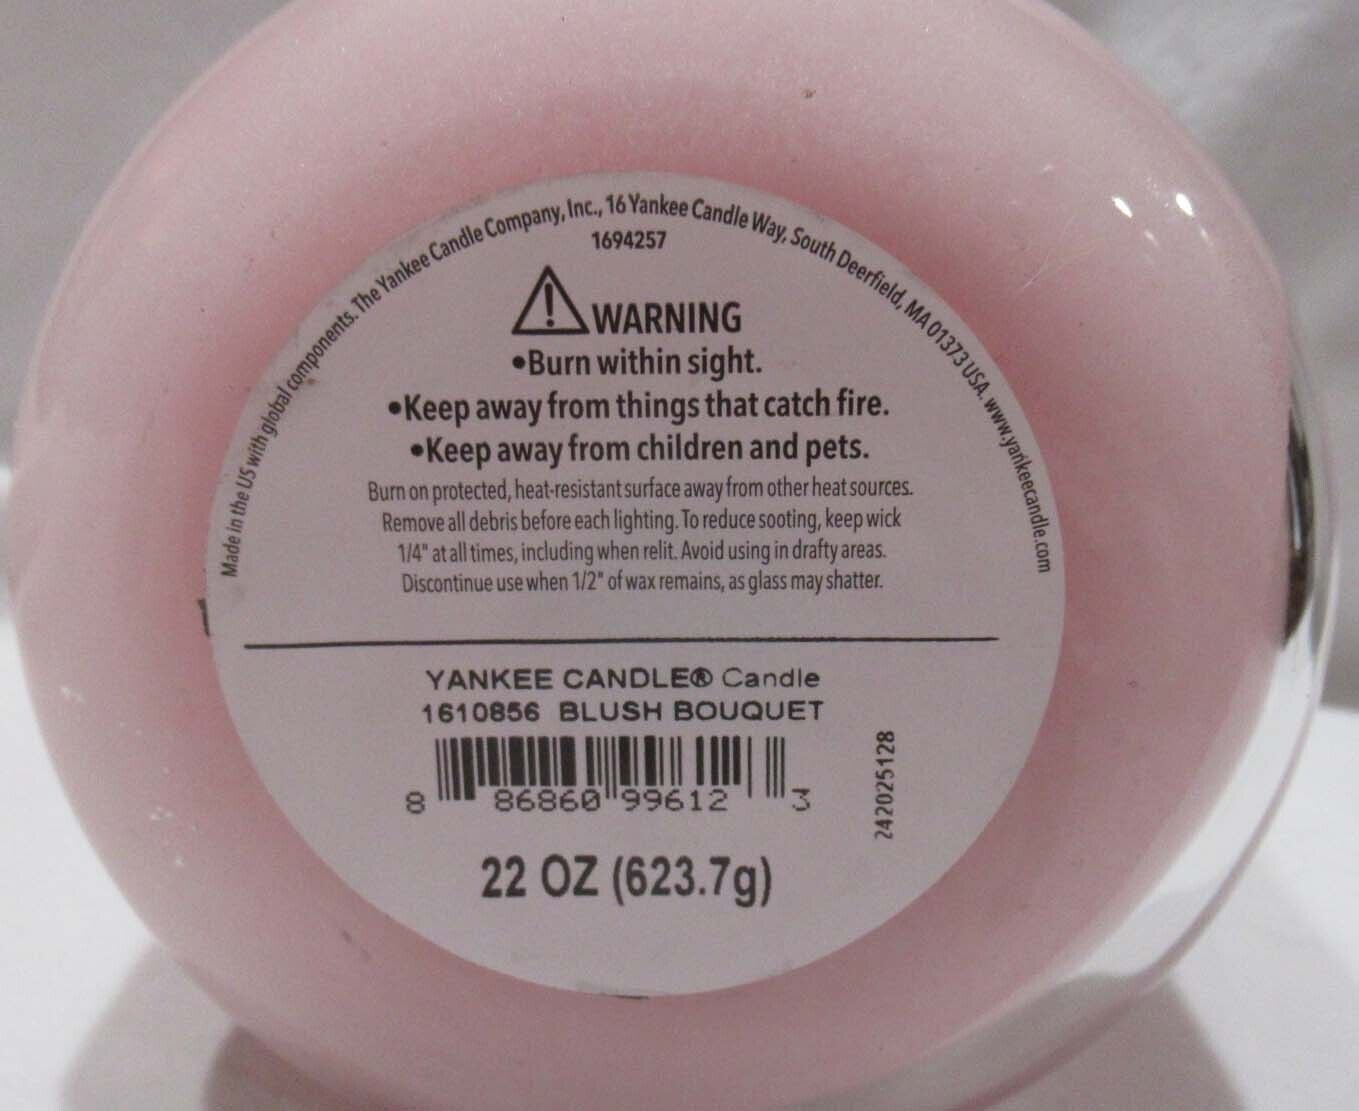 Made in the US with global components. The Yankee Candle Company, Inc., 16 Yankee Candle Way, South Deerfield, MA 01373 USA. www.yankeecandle.com
1694257
WARNING
•Burn within sight.
•Keep away from things that catch fire.
•Keep away from children and pets.
Burn on protected, heat-resistant surface away from other heat sources.
Remove all debris before each lighting. To reduce sooting, keep wick
1/4" at all times, including when relit. Avoid using in drafty areas.
Discontinue use when 1/2" of wax remains, as glass may shatter.
YANKEE CANDLE® Candle
1610856 BLUSH BOUQUET
8 86860 99612 3
242025128
22 OZ (623.7g)